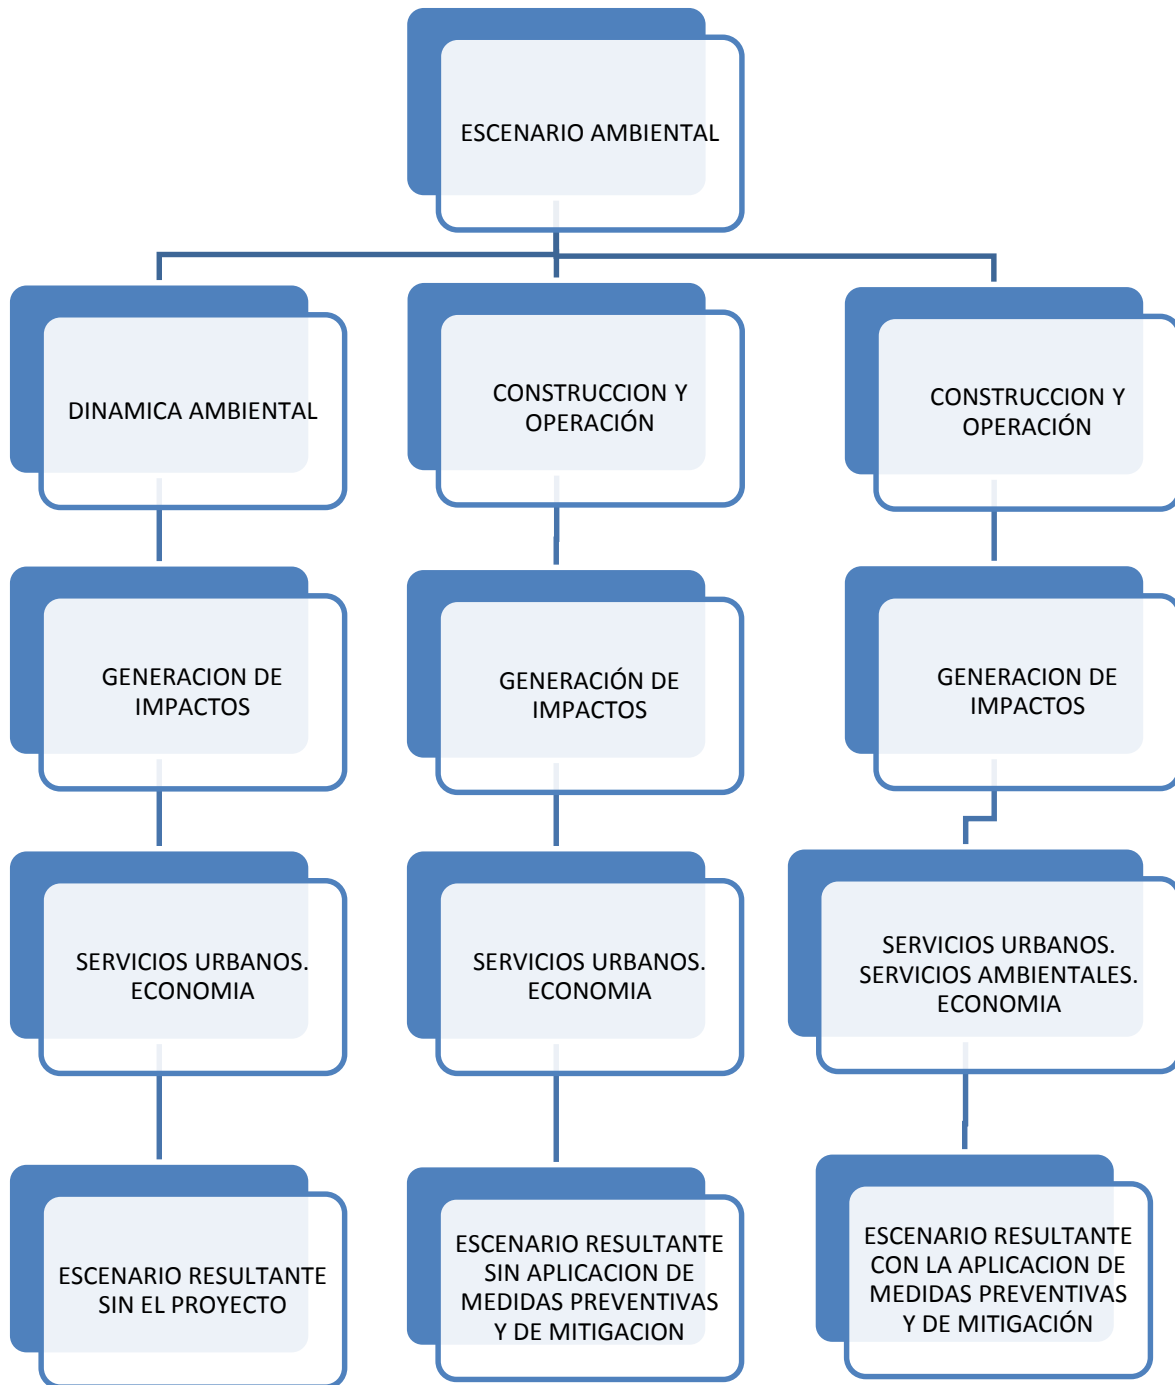 ESCENARIO AMBIENTAL
DINAMICA AMBIENTAL
CONSTRUCCION Y
OPERACIÓN
CONSTRUCCION Y
OPERACIÓN
GENERACION DE
IMPACTOS
GENERACIÓN DE
IMPACTOS
GENERACION DE
IMPACTOS
SERVICIOS URBANOS.
ECONOMIA
SERVICIOS URBANOS.
ECONOMIA
SERVICIOS URBANOS.
SERVICIOS AMBIENTALES.
ECONOMIA
ESCENARIO RESULTANTE
SIN EL PROYECTO
ESCENARIO RESULTANTE
SIN APLICACION DE
MEDIDAS PREVENTIVAS
Y DE MITIGACION
ESCENARIO RESULTANTE
CON LA APLICACION DE
MEDIDAS PREVENTIVAS
Y DE MITIGACIÓN